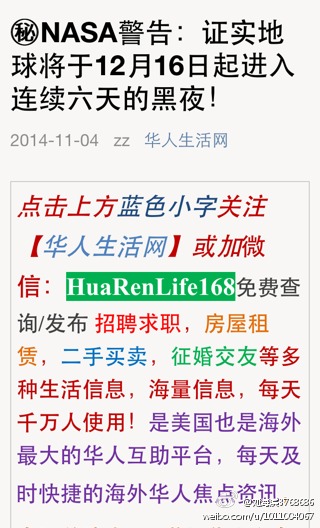 ㊙NASA警告：证实地
球将于12月16日起进入
连续六天的黑夜！
2014-11-04 zz 华人生活网
点击上方蓝色小字关注
【华人生活网】或加微
信：HuaRenLife168免费查
询/发布 招聘求职，房屋租
赁，二手买卖，征婚交友等多
种生活信息，海量信息，每天
千万人使用！是美国也是海外
最大的华人互助平台，每天及
时快捷的海外华人焦点资讯
weibo.com/u/1011004067